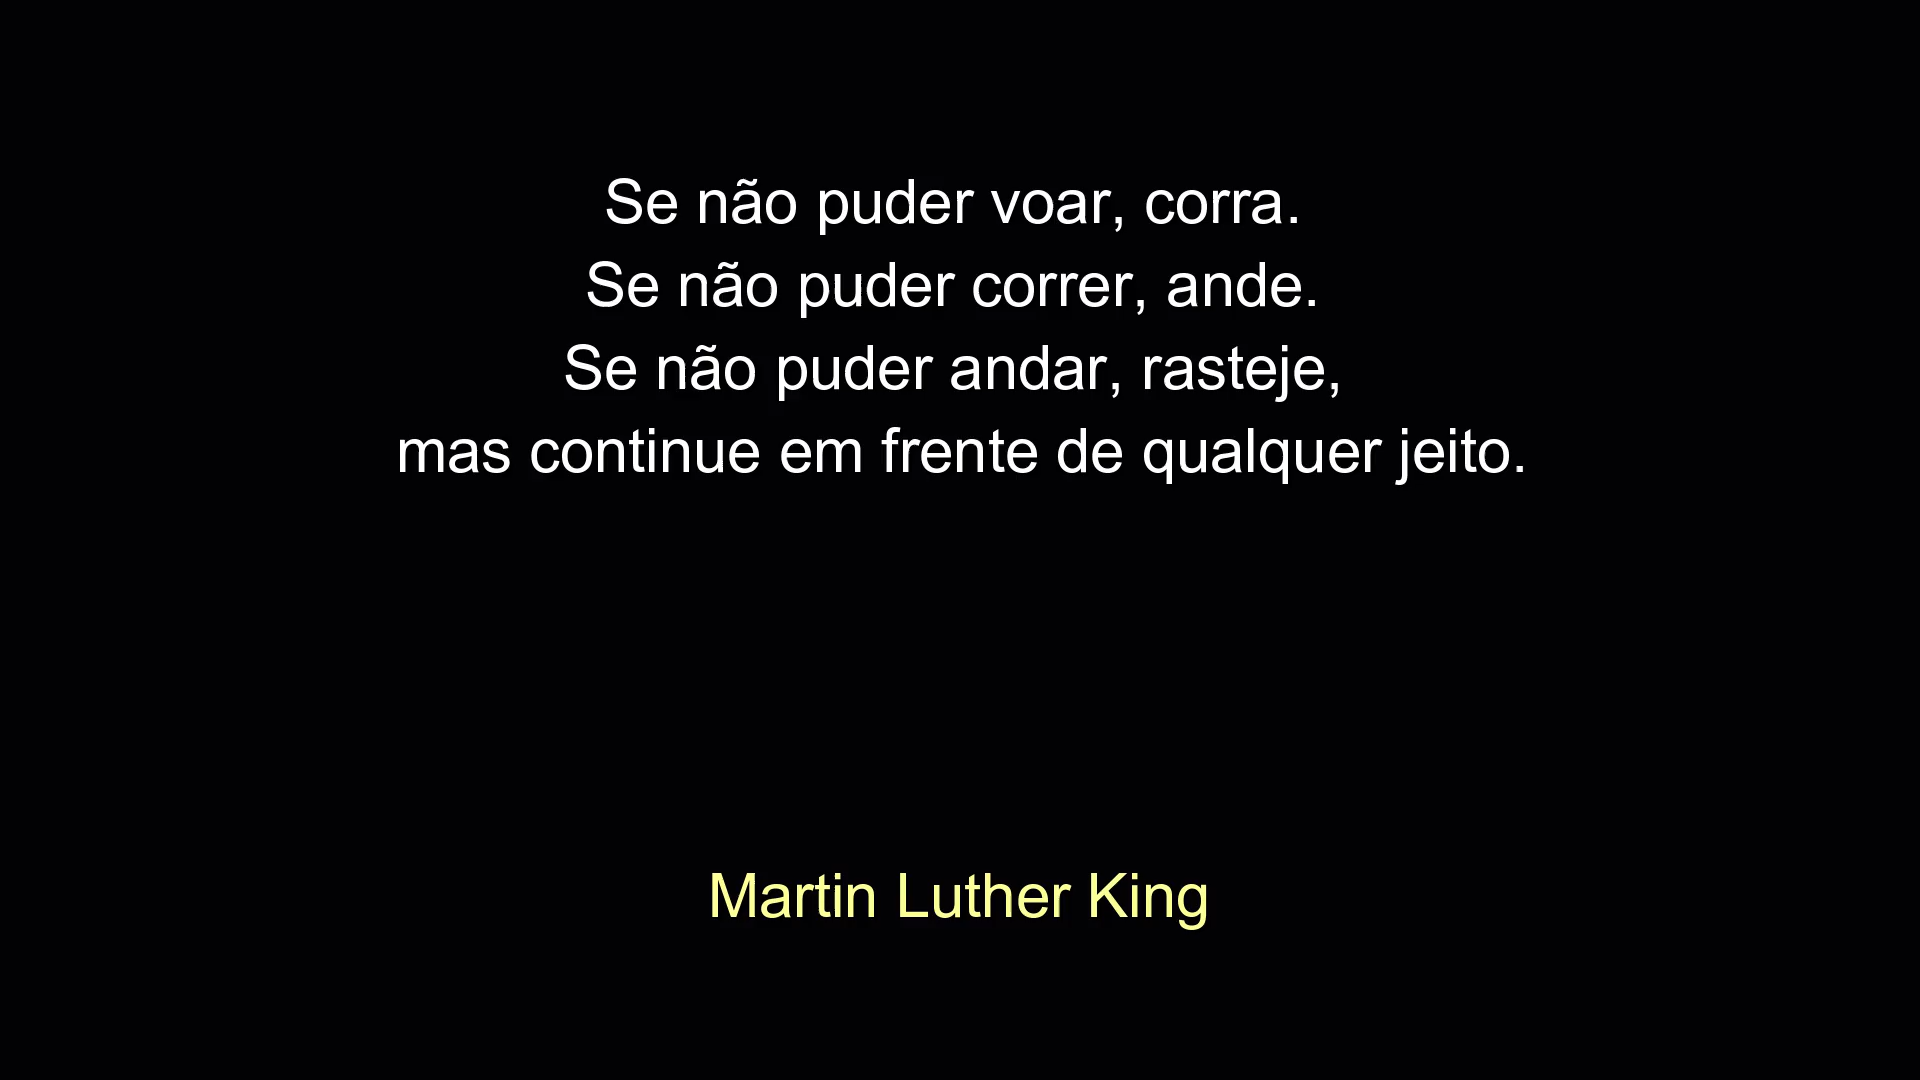 Se não puder voar, corra.
Se não puder correr, ande.
Se não puder andar, rasteje,
mas continue em frente de qualquer jeito.
Martin Luther King